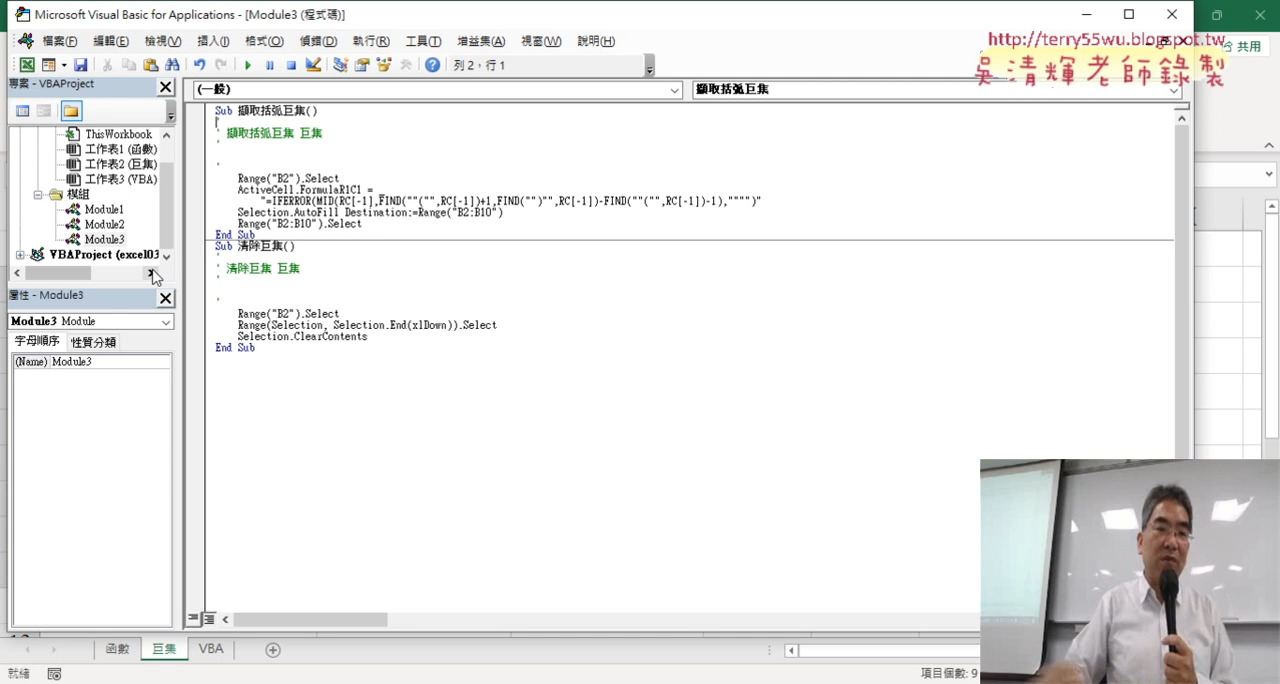 Microsoft Visual Basic for Applications - [Module3 (程式碼)]
檔案(F) 編輯(E) 檢視(V) 插入(I) 格式(O) 偵錯(D) 執行(R) 工具(T) 增益集(A) 視窗(W) 說明(H)
http://terry55wu.blogspot.tw
共用
吳清輝老師錄製
列 2，行 1
專案 - VBAProject
(一般)
擷取括弧巨集
ThisWorkbook
工作表1 (函數)
工作表2 (巨集)
工作表3 (VBA)
模組
Module1
Module2
Module3
VBAProject (excel03
屬性 - Module3
Module3 Module
字母順序 性質分類
(Name) Module3
Sub 擷取括弧巨集()
'
' 擷取括弧巨集 巨集
'
'
Range("B2").Select
ActiveCell.FormulaR1C1 = _
"=IFERROR(MID(RC[-1],FIND(""("",RC[-1])+1,FIND("")"",RC[-1])-FIND(""("",RC[-1])-1),"""")"
Selection.AutoFill Destination:=Range("B2:B10")
Range("B2:B10").Select
End Sub
Sub 清除巨集()
'
' 清除巨集 巨集
'
'
Range("B2").Select
Range(Selection, Selection.End(xlDown)).Select
Selection.ClearContents
End Sub
函數 巨集 VBA
就緒
項目個數: 9